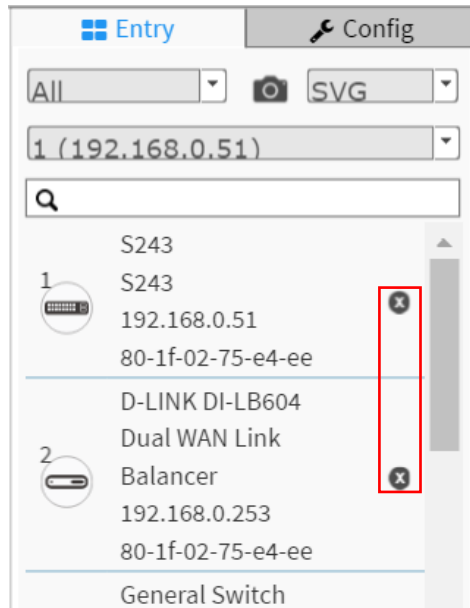 Entry
Config
All
SVG
1 (192.168.0.51)
1
S243
S243
192.168.0.51
80-1f-02-75-e4-ee
x
2
D-LINK DI-LB604
Dual WAN Link
Balancer
192.168.0.253
80-1f-02-75-e4-ee
x
General Switch